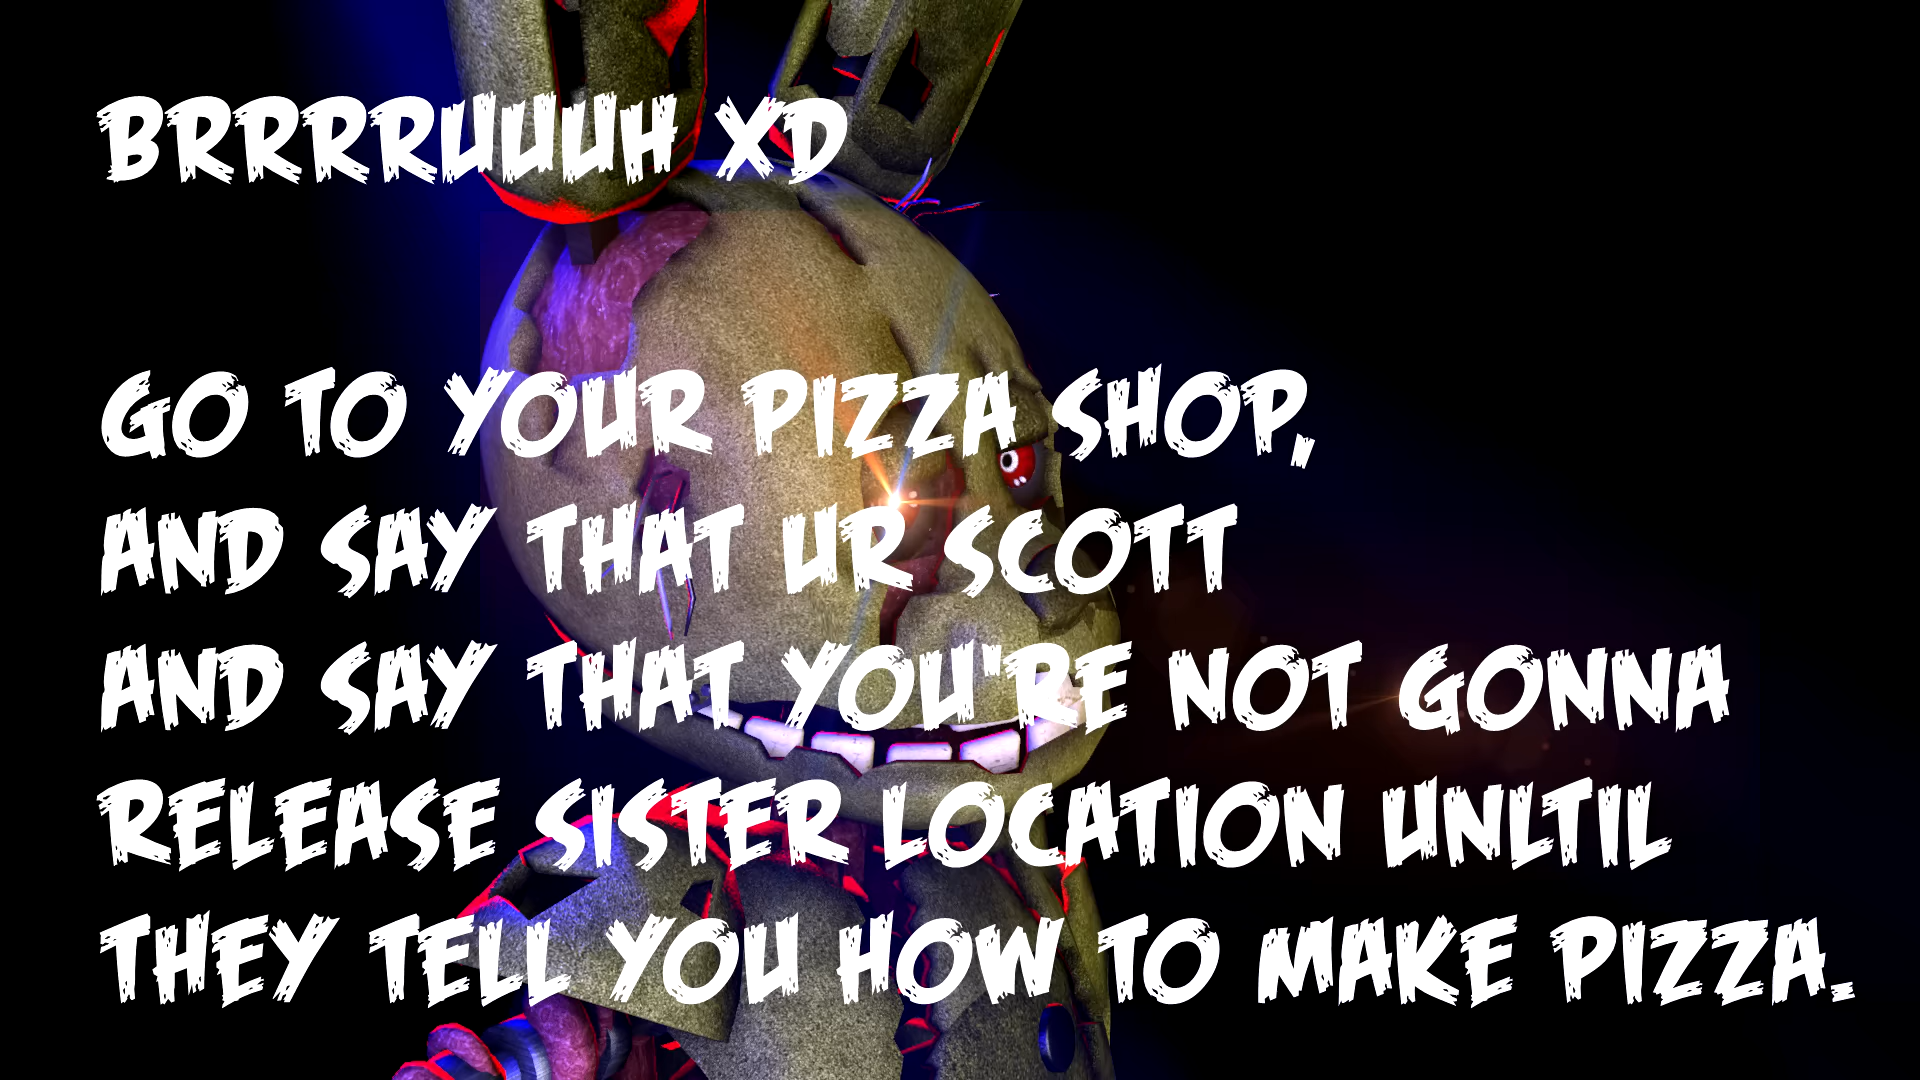 BRRRRUUUH XD
GO TO YOUR PIZZA SHOP,
AND SAY THAT UR SCOTT
AND SAY THAT YOU"RE NOT GONNA
RELEASE SISTER LOCATION UNLTIL
THEY TELL YOU HOW TO MAKE PIZZA.